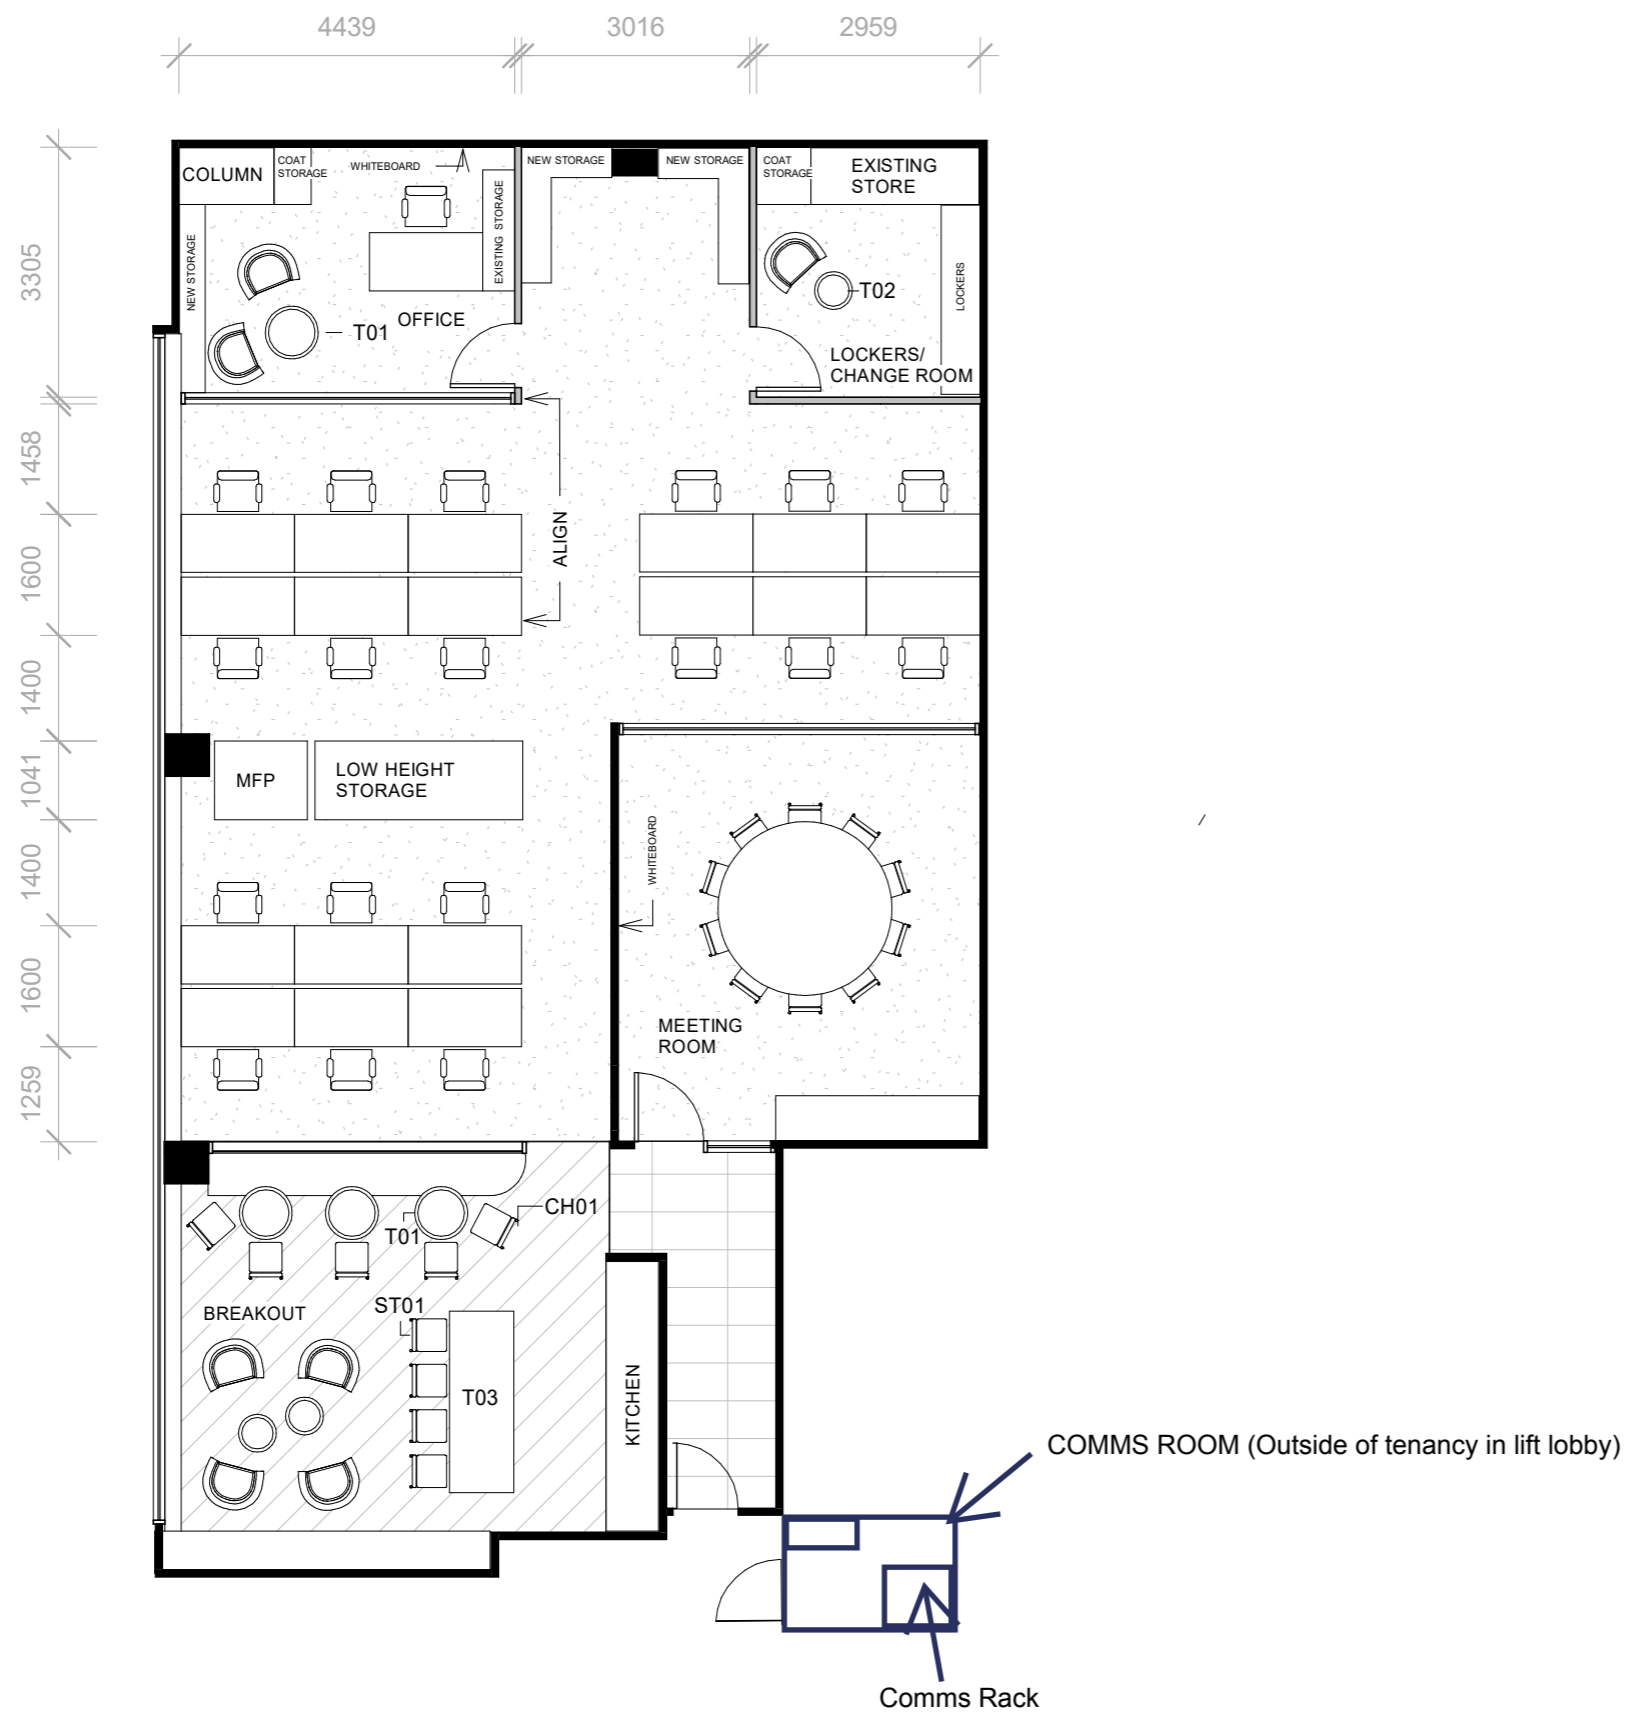 4439
3016
2959
3305
1458
1600
1400
1041
1400
1600
1259
COLUMN
COAT
STORAGE
WHITEBOARD
NEW STORAGE
EXISTING STORAGE
T01
OFFICE
NEW STORAGE
NEW STORAGE
COAT
STORAGE
EXISTING
STORE
T02
LOCKERS
LOCKERS/
CHANGE ROOM
ALIGN
MFP
LOW HEIGHT
STORAGE
WHITEBOARD
MEETING
ROOM
CH01
T01
BREAKOUT
ST01
T03
KITCHEN
COMMS ROOM (Outside of tenancy in lift lobby)
Comms Rack